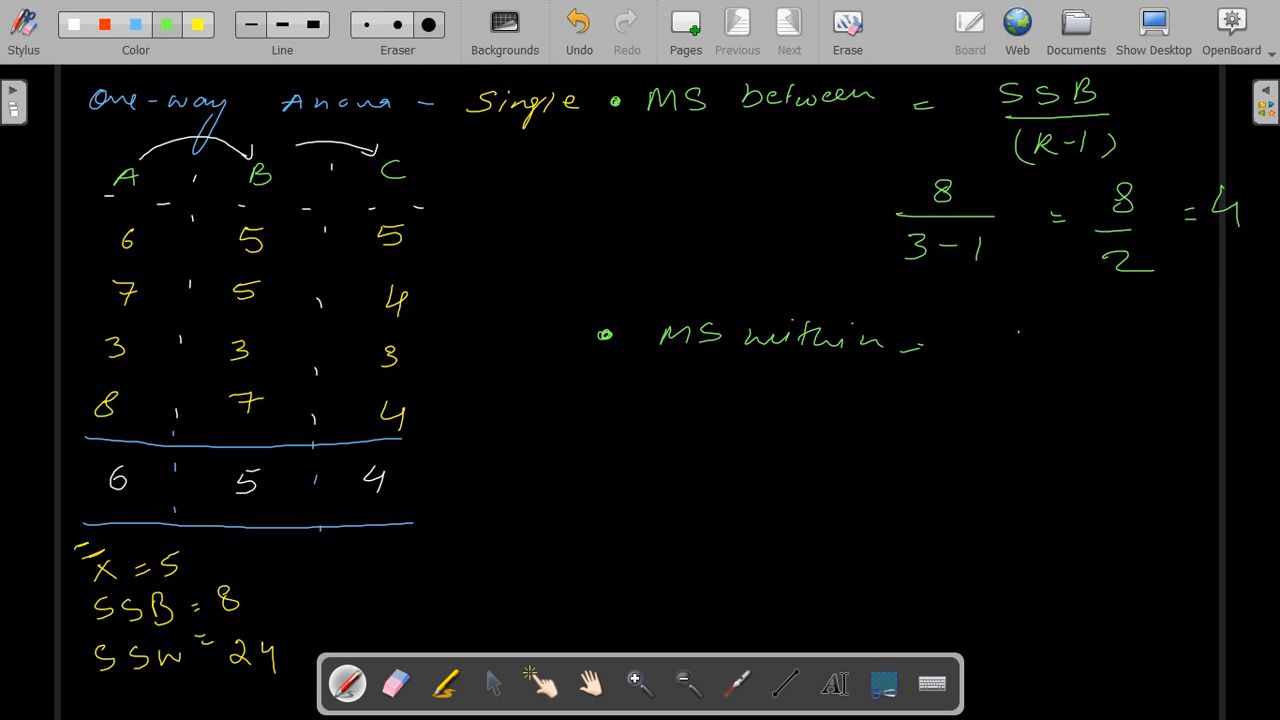 Stylus
Color
Line
Eraser
Backgrounds
Undo
Redo
Pages
Previous
Next
Erase
Board
Web
Documents
Show Desktop
OpenBoard
One-way Anova - Single
A B C
6 5 5
7 5 4
3 3 3
8 7 4
6 5 4
X = 5
SSB = 8
SSW = 24
• MS between = SSB / (K-1)
8 / 3-1 = 8 / 2 = 4
• MS within =